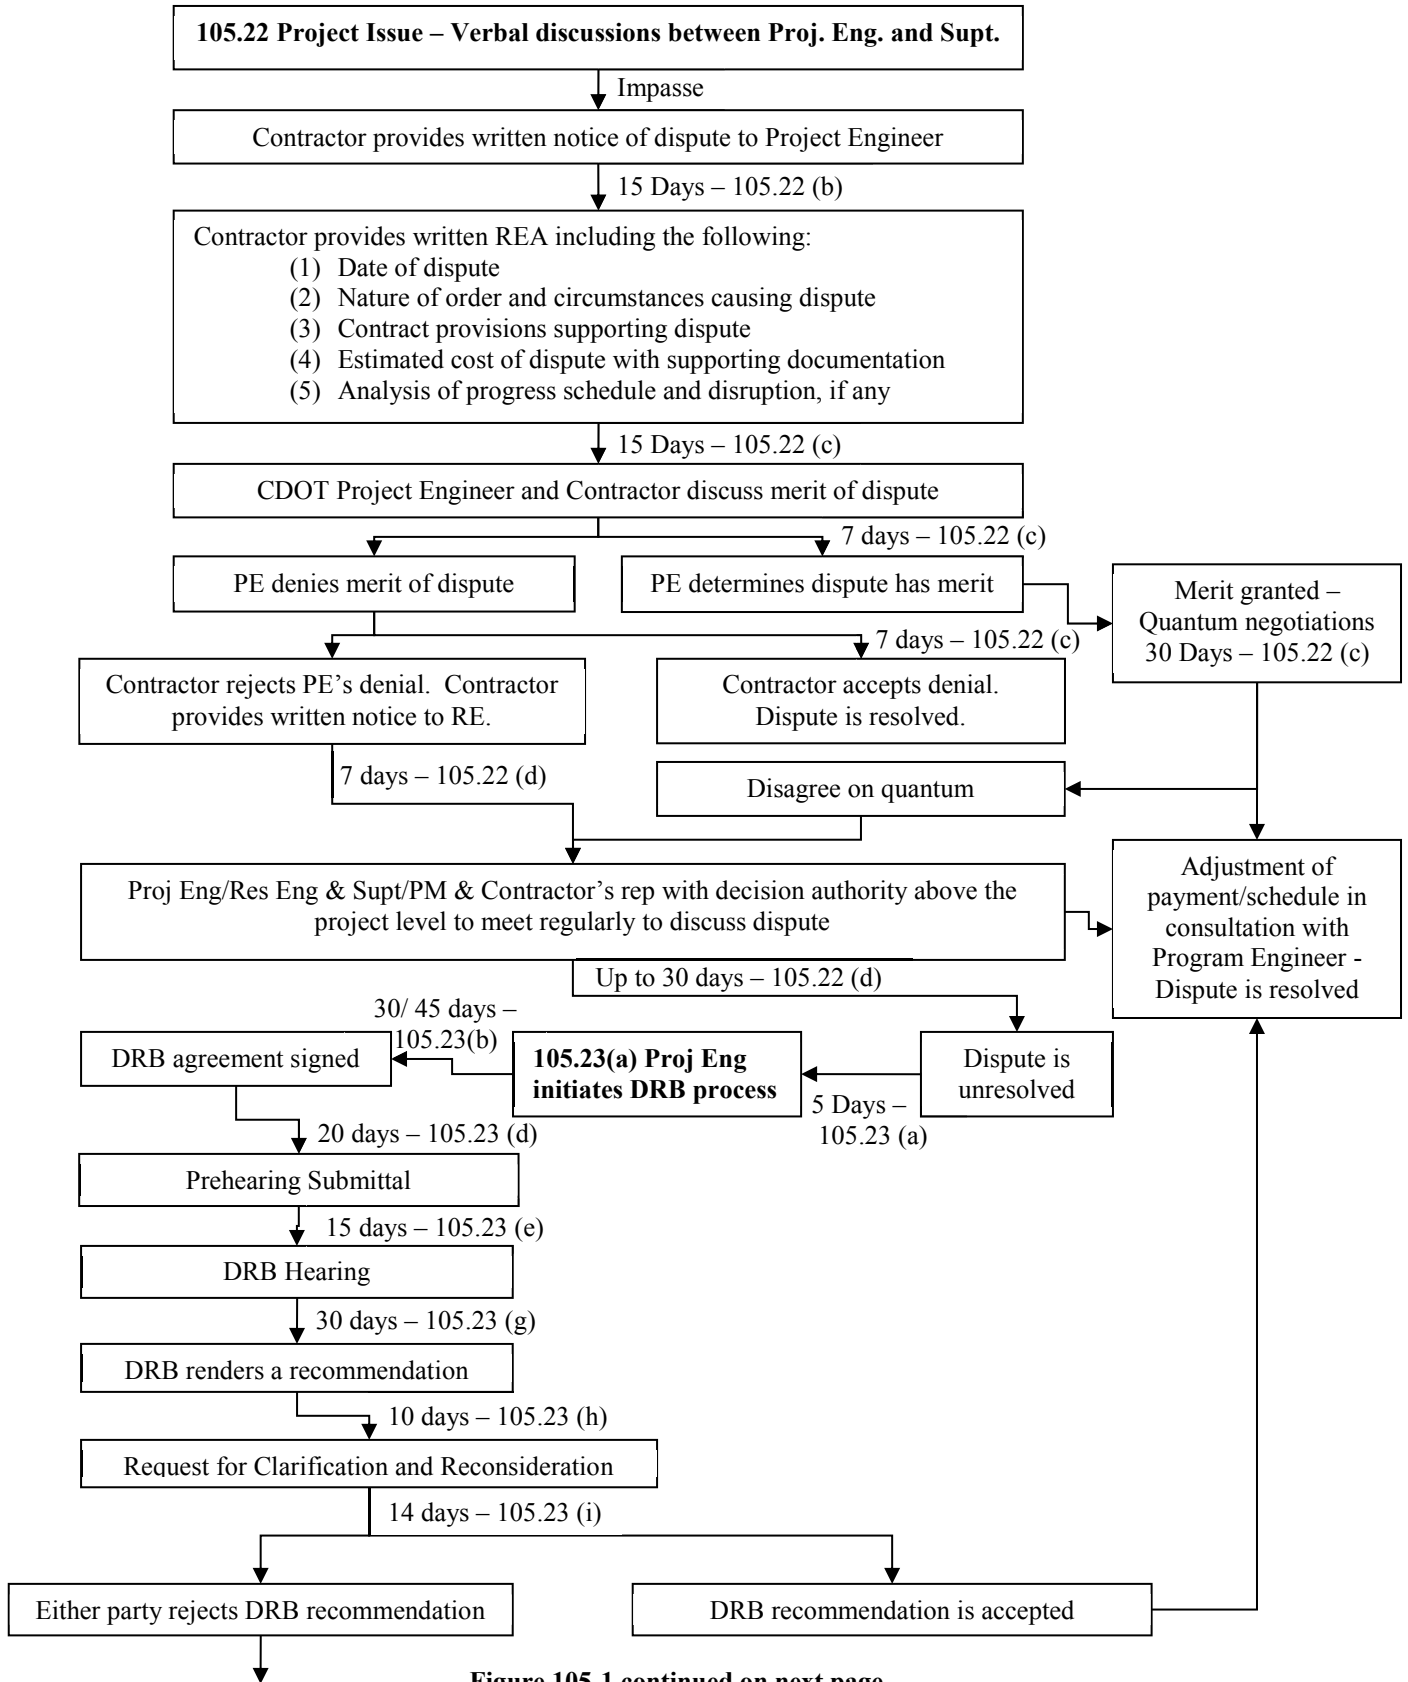 105.22 Project Issue – Verbal discussions between Proj. Eng. and Supt.
Impasse
Contractor provides written notice of dispute to Project Engineer
15 Days – 105.22 (b)
Contractor provides written REA including the following:
(1) Date of dispute
(2) Nature of order and circumstances causing dispute
(3) Contract provisions supporting dispute
(4) Estimated cost of dispute with supporting documentation
(5) Analysis of progress schedule and disruption, if any
15 Days – 105.22 (c)
CDOT Project Engineer and Contractor discuss merit of dispute
7 days – 105.22 (c)
PE denies merit of dispute
PE determines dispute has merit
Merit granted –
Quantum negotiations
30 Days – 105.22 (c)
7 days – 105.22 (c)
Contractor rejects PE’s denial. Contractor
provides written notice to RE.
Contractor accepts denial.
Dispute is resolved.
7 days – 105.22 (d)
Disagree on quantum
Proj Eng/Res Eng & Supt/PM & Contractor’s rep with decision authority above the
project level to meet regularly to discuss dispute
Adjustment of
payment/schedule in
consultation with
Program Engineer -
Dispute is resolved
Up to 30 days – 105.22 (d)
30/ 45 days –
105.23(b)
DRB agreement signed
105.23(a) Proj Eng
initiates DRB process
Dispute is
unresolved
5 Days –
105.23 (a)
20 days – 105.23 (d)
Prehearing Submittal
15 days – 105.23 (e)
DRB Hearing
30 days – 105.23 (g)
DRB renders a recommendation
10 days – 105.23 (h)
Request for Clarification and Reconsideration
14 days – 105.23 (i)
Either party rejects DRB recommendation
DRB recommendation is accepted
Figure 105-1 continued on next page